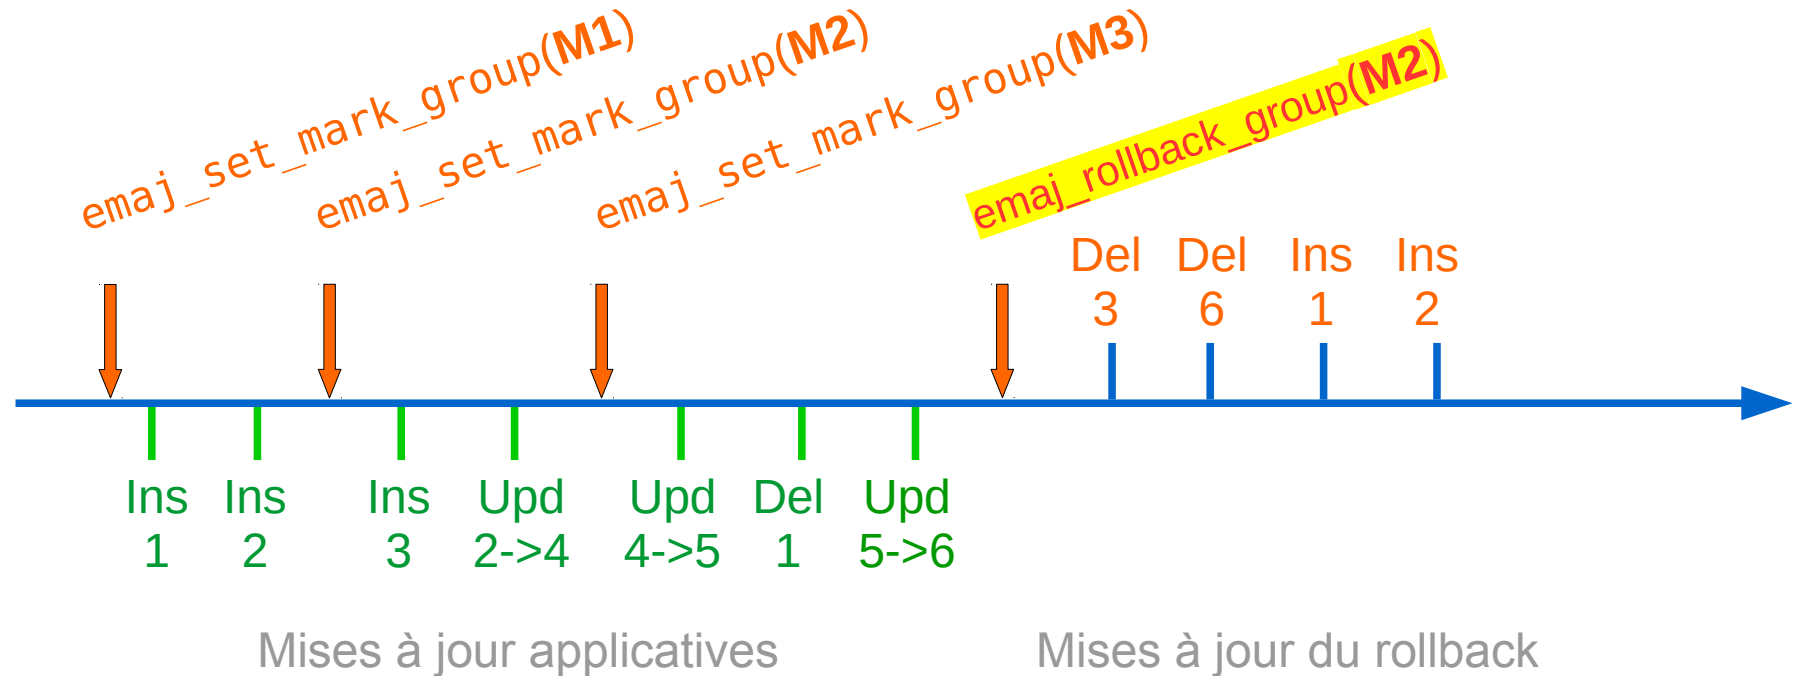 emaj_set_mark_group(M1)
emaj_set_mark_group(M2)
emaj_set_mark_group(M3)
emaj_rollback_group(M2)
Del Del Ins Ins
3 6 1 2
Ins Ins Ins Upd Upd Del Upd
1 2 3 2->4 4->5 1 5->6
Mises à jour applicatives Mises à jour du rollback